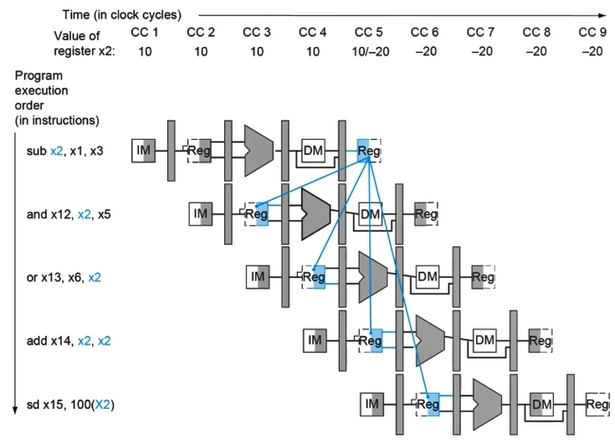 Time (in clock cycles)
CC 1 CC 2 CC 3 CC 4 CC 5 CC 6 CC 7 CC 8 CC 9
Value of
register x2: 10 10 10 10 10/–20 –20 –20 –20 –20
Program
execution
order
(in instructions)
sub x2, x1, x3 IM Reg DM Reg
and x12, x2, x5 IM Reg DM Reg
or x13, x6, x2 IM Reg DM Reg
add x14, x2, x2 IM Reg DM Reg
sd x15, 100(X2) IM Reg DM Reg